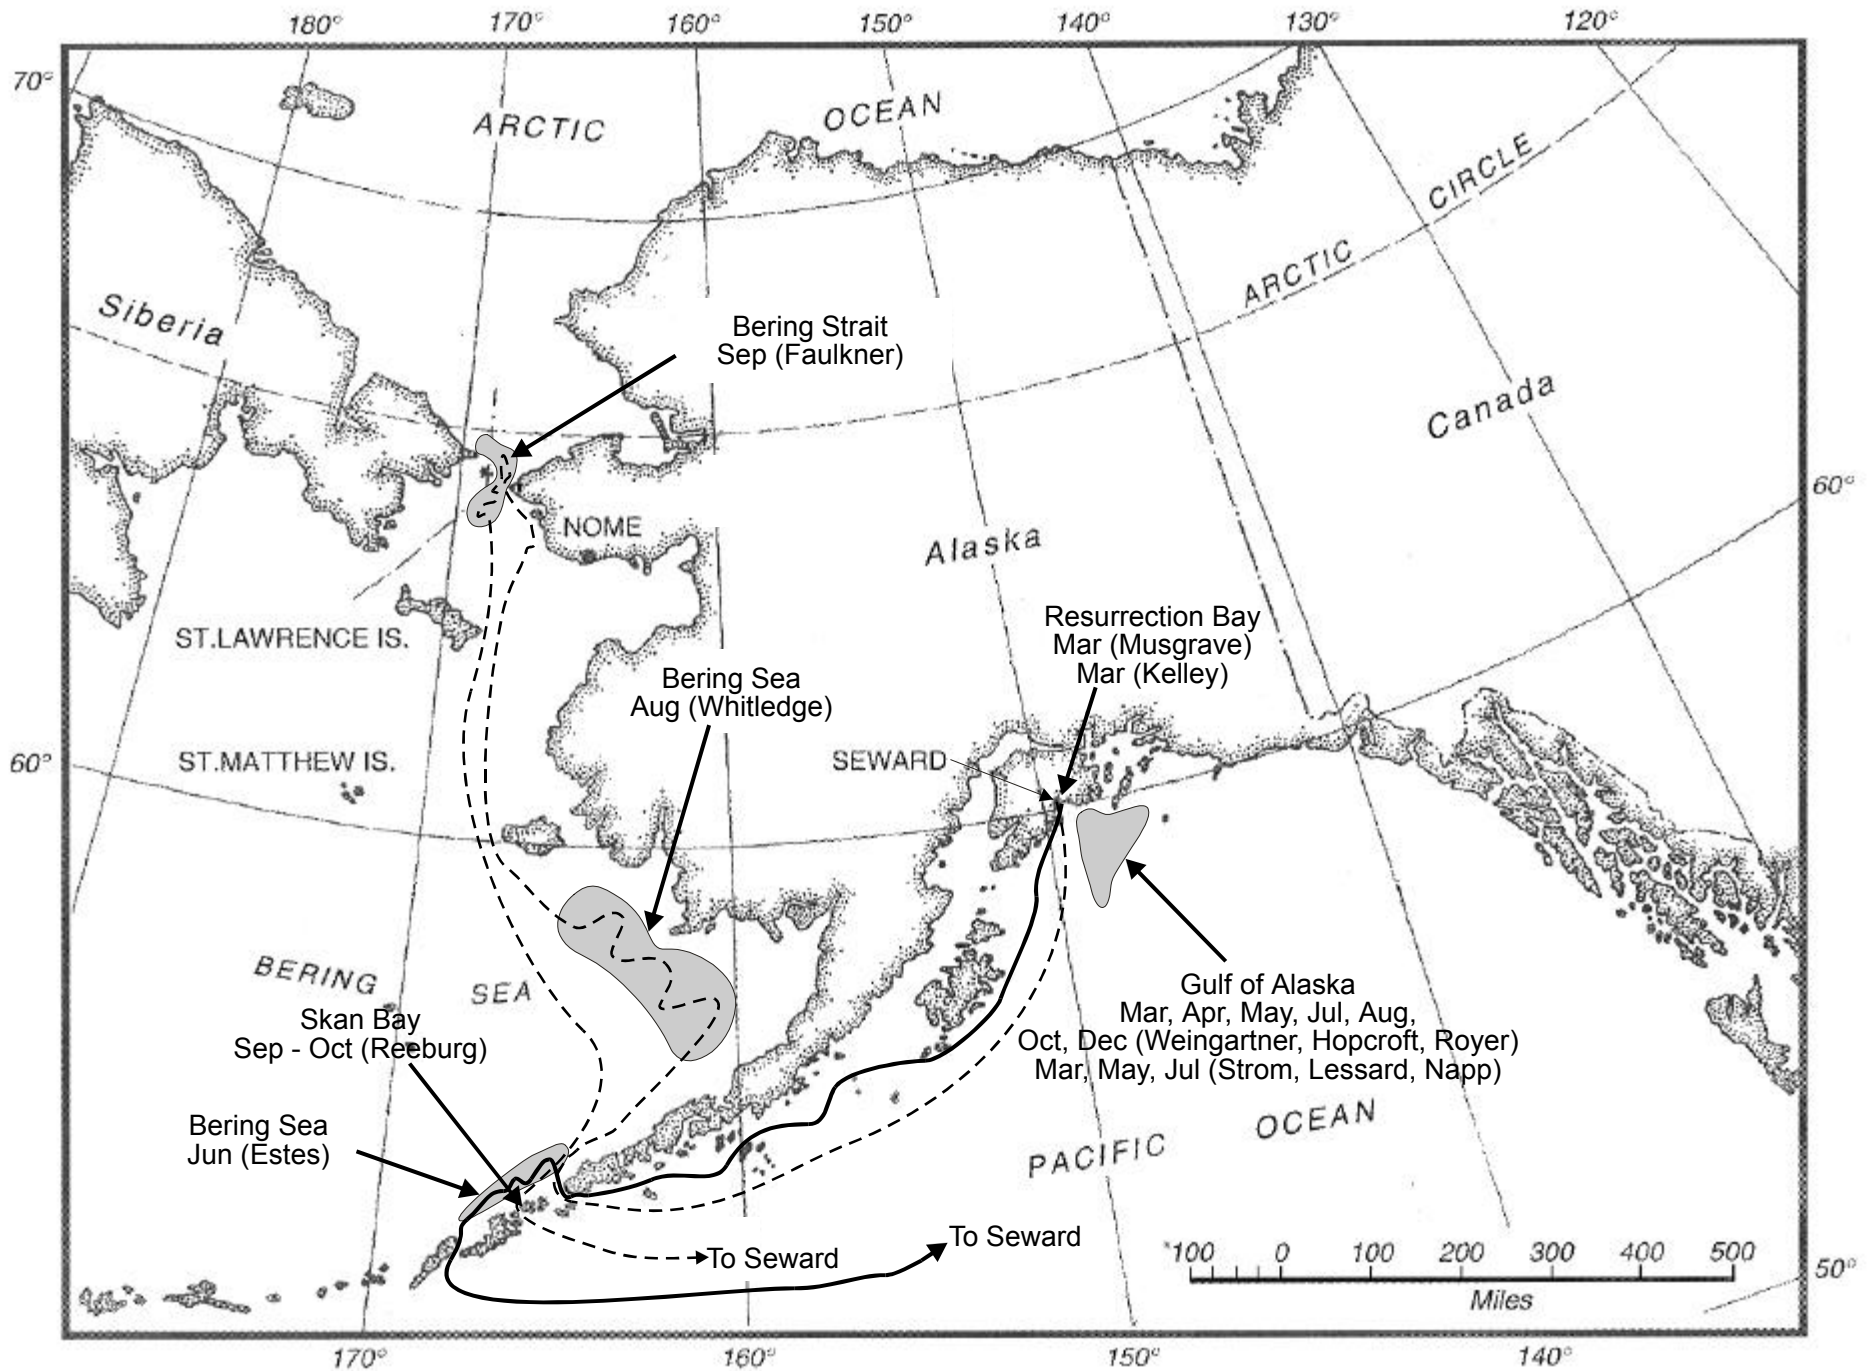 180° 170° 160° 150° 140° 130° 120°
70°
ARCTIC
OCEAN
CIRCLE
ARCTIC
Siberia
Bering Strait
Sep (Faulkner)
Canada
60°
NOME
Alaska
ST.LAWRENCE IS.
Resurrection Bay
Mar (Musgrave)
Mar (Kelley)
Bering Sea
Aug (Whitledge)
60°
ST.MATTHEW IS.
SEWARD
BERING
SEA
Skan Bay
Sep - Oct (Reeburg)
Gulf of Alaska
Mar, Apr, May, Jul, Aug,
Oct, Dec (Weingartner, Hopcroft, Royer)
Mar, May, Jul (Strom, Lessard, Napp)
Bering Sea
Jun (Estes)
PACIFIC
OCEAN
To Seward
To Seward
100 0 100 200 300 400 500
Miles
50°
170° 160° 150° 140°